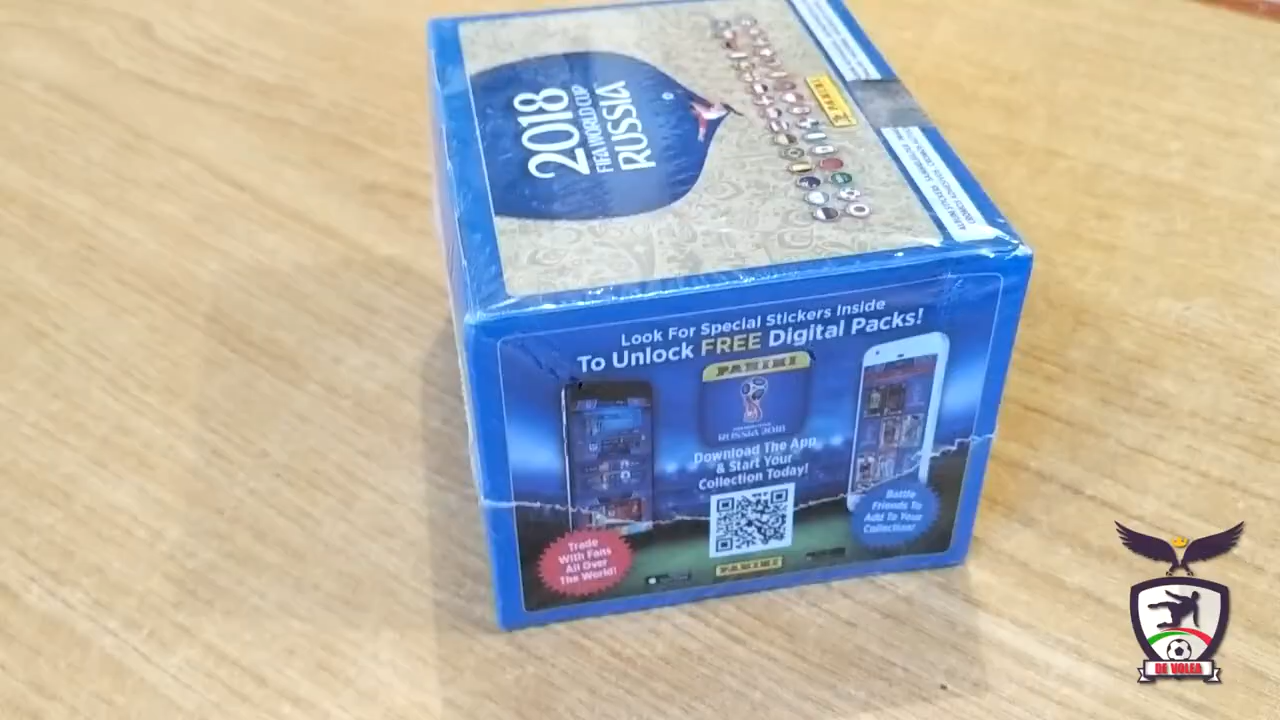 2018
FIFA WORLD CUP
RUSSIA
PANINI
Look For Special Stickers Inside
To Unlock FREE Digital Packs!
PANINI
RUSSIA 2018
Download The App
& Start Your
Collection Today!
Trade
With Fans
All Over
The World!
Battle
Friends To
Add To Your
Collection!
PANINI
DE VOLEA